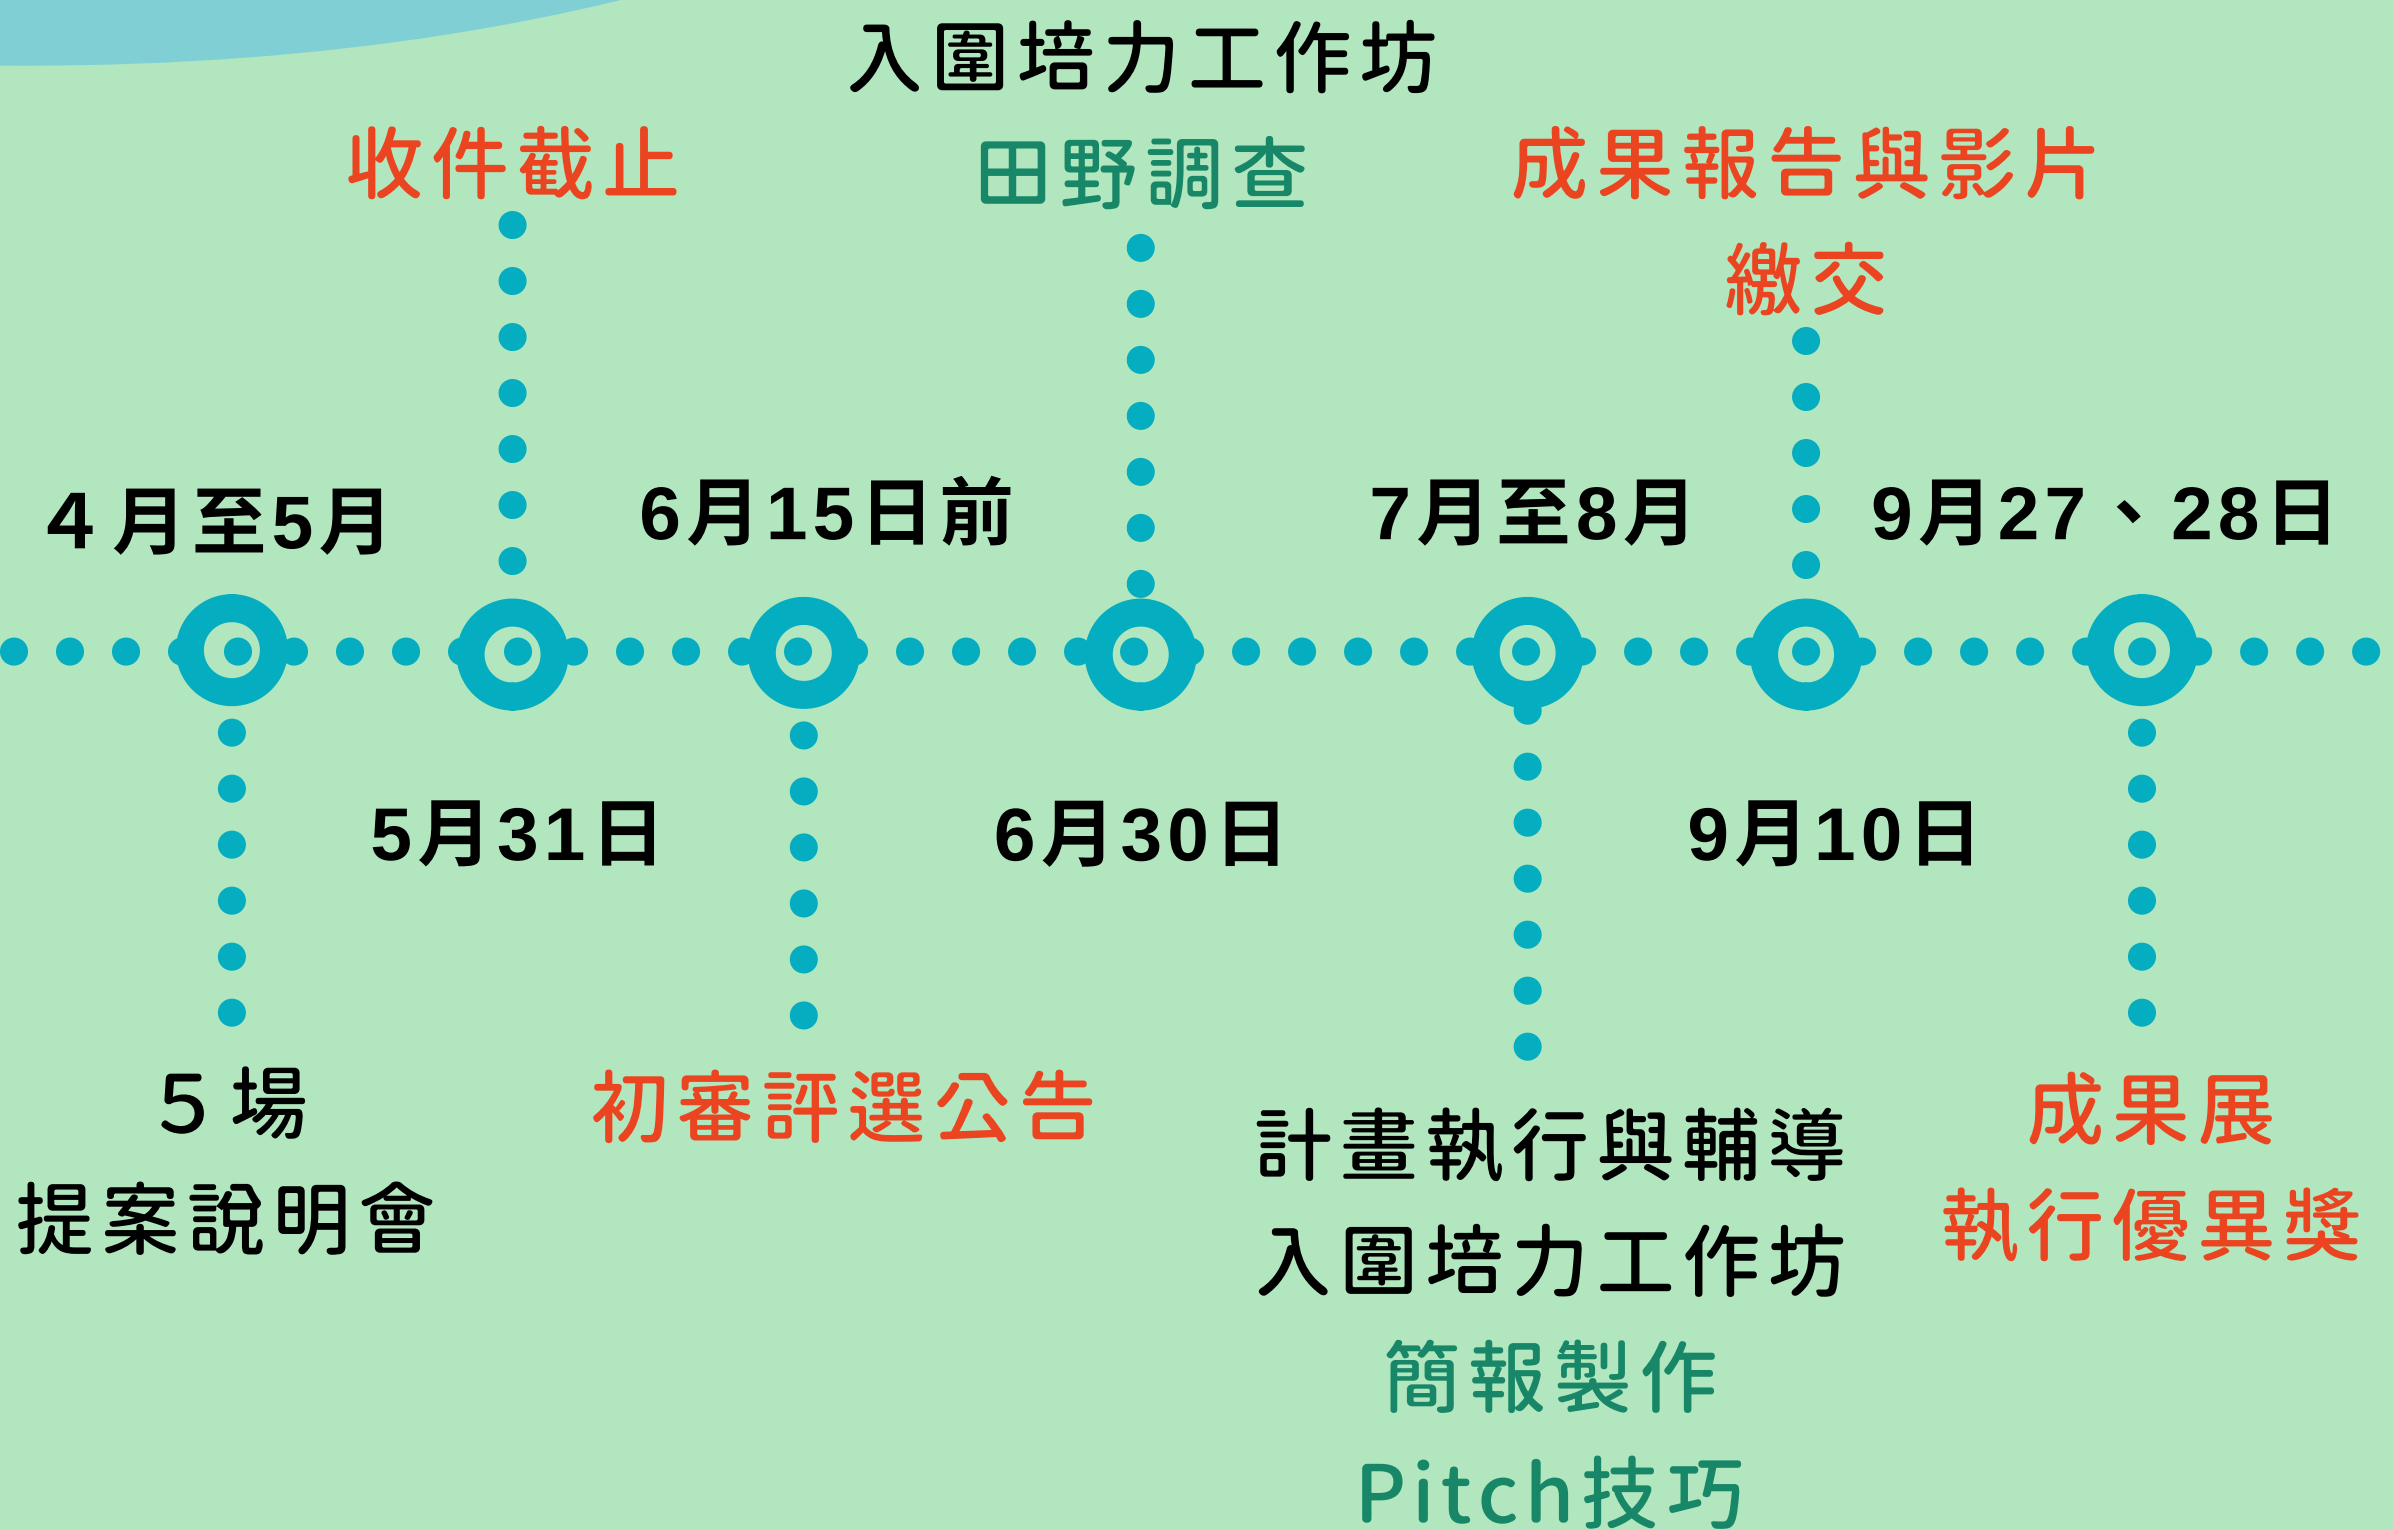 入圍培力工作坊
田野調查
收件截止
成果報告與影片
繳交
4 月至5月
6月15日前
7月至8月
9月27、28日
5月31日
6月30日
9月10日
5 場
提案說明會
初審評選公告
計畫執行與輔導
入圍培力工作坊
簡報製作
Pitch技巧
成果展
執行優異獎